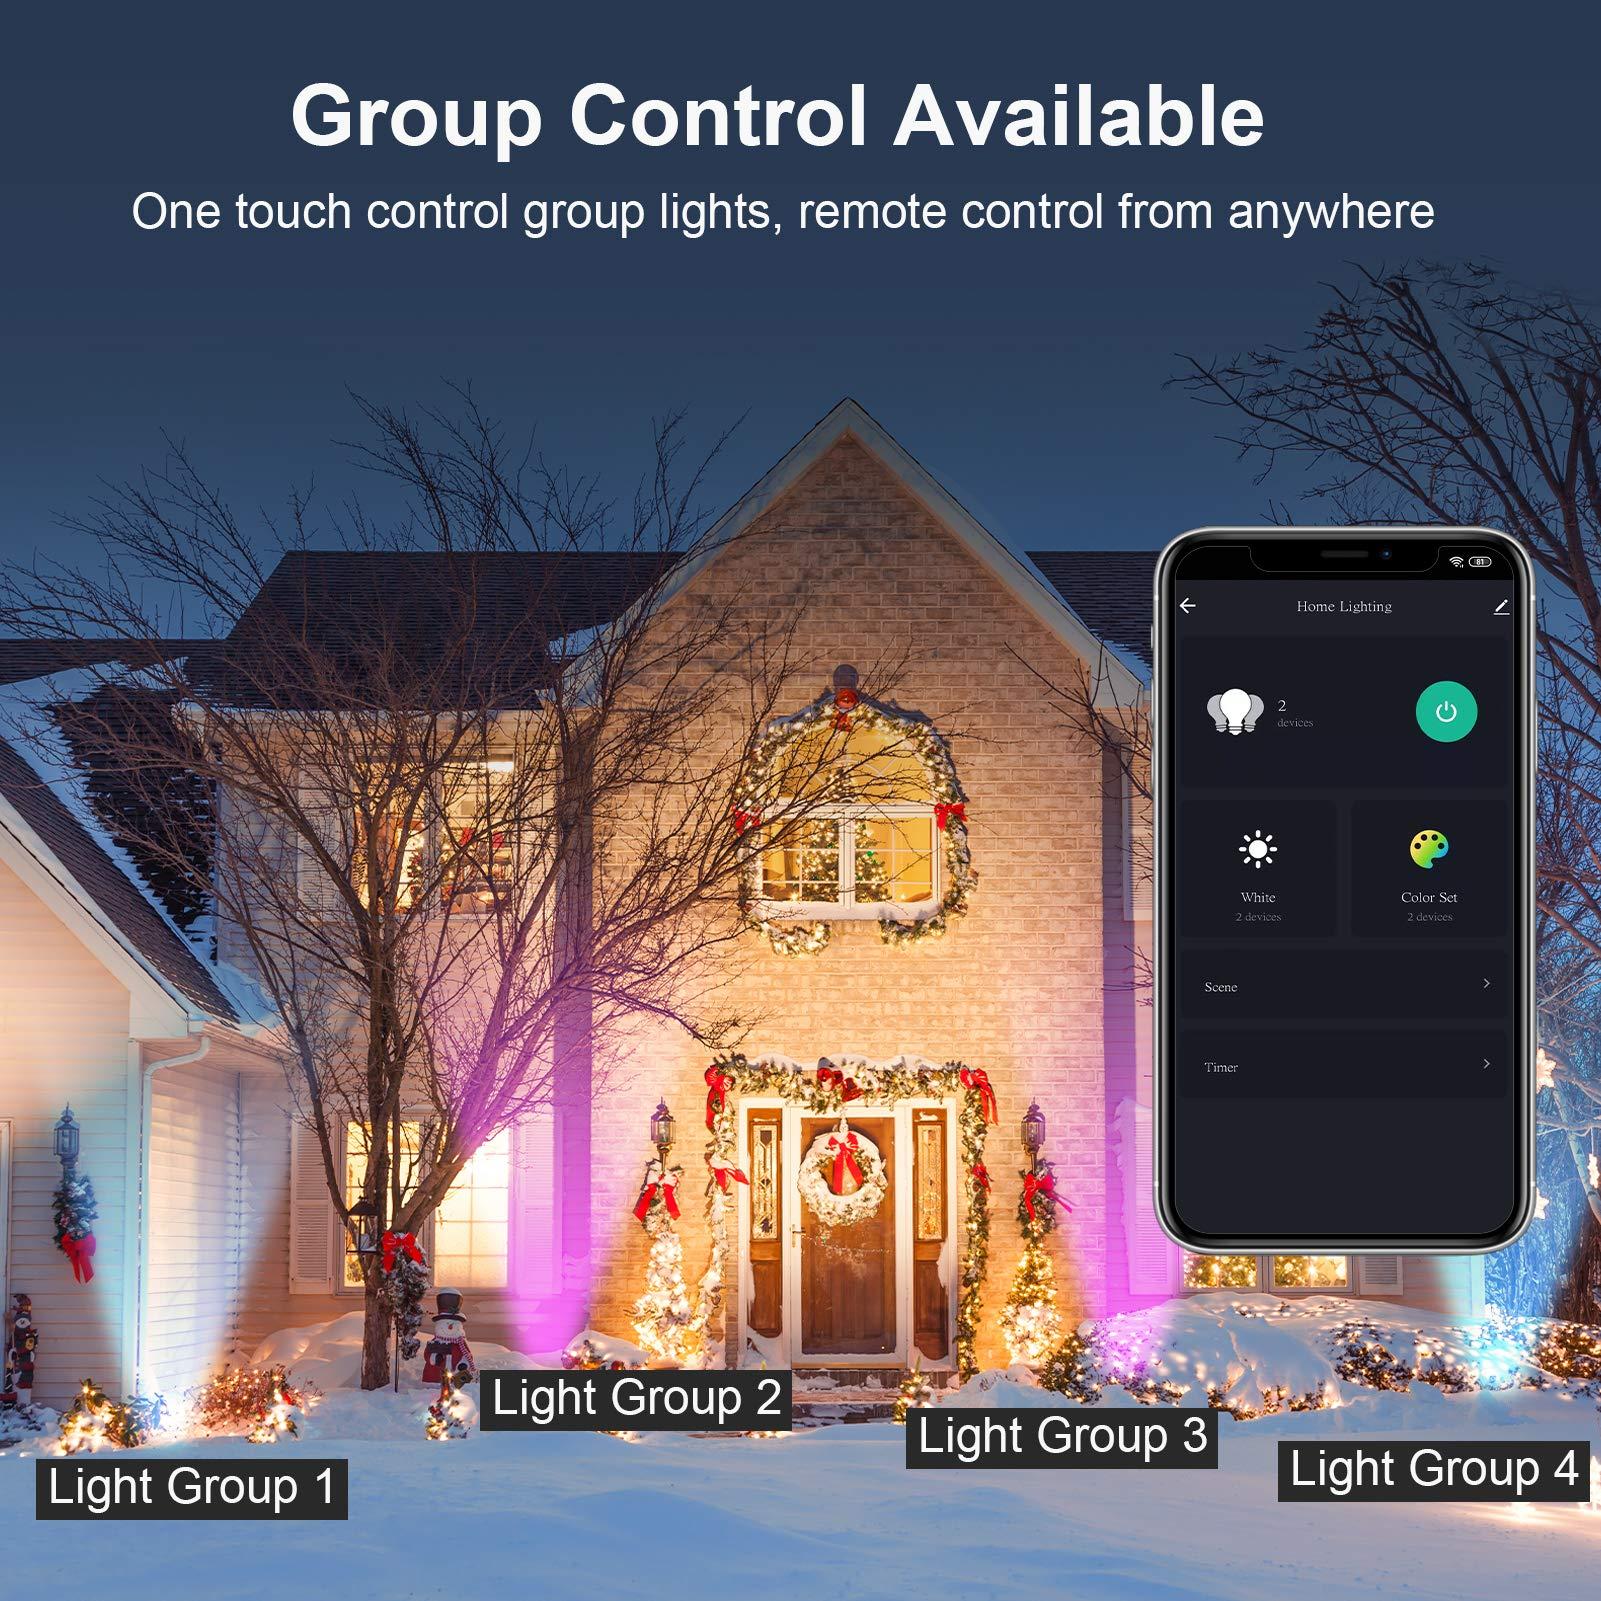 Group Control Available
One touch control group lights, remote control from anywhere
81
Home Lighting
2
devices
White
2 devices
Color Set
2 devices
Scene
Timer
Light Group 1
Light Group 2
Light Group 3
Light Group 4